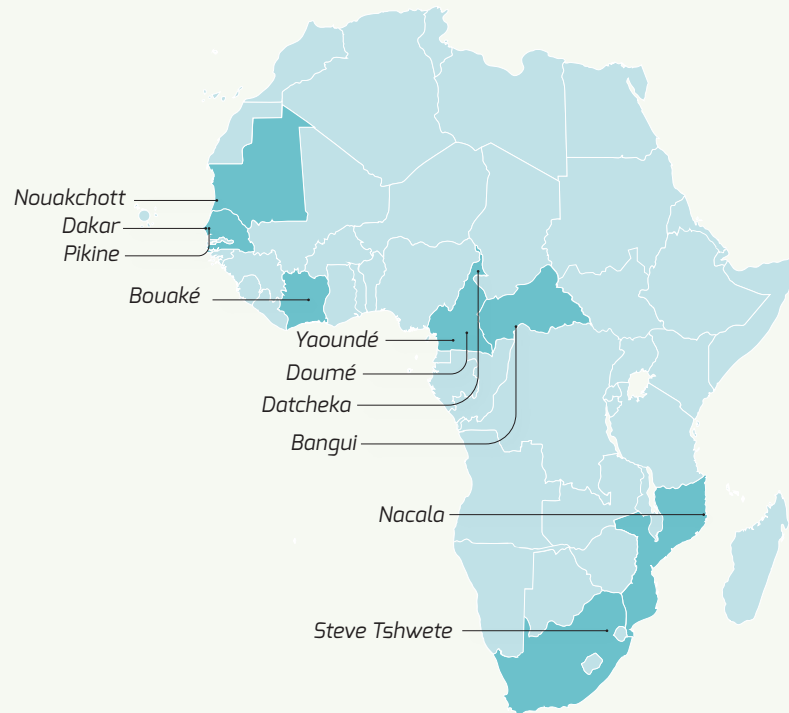 Nouakchott
Dakar
Pikine
Bouaké
Yaoundé
Doumé
Datcheka
Bangui
Nacala
Steve Tshwete